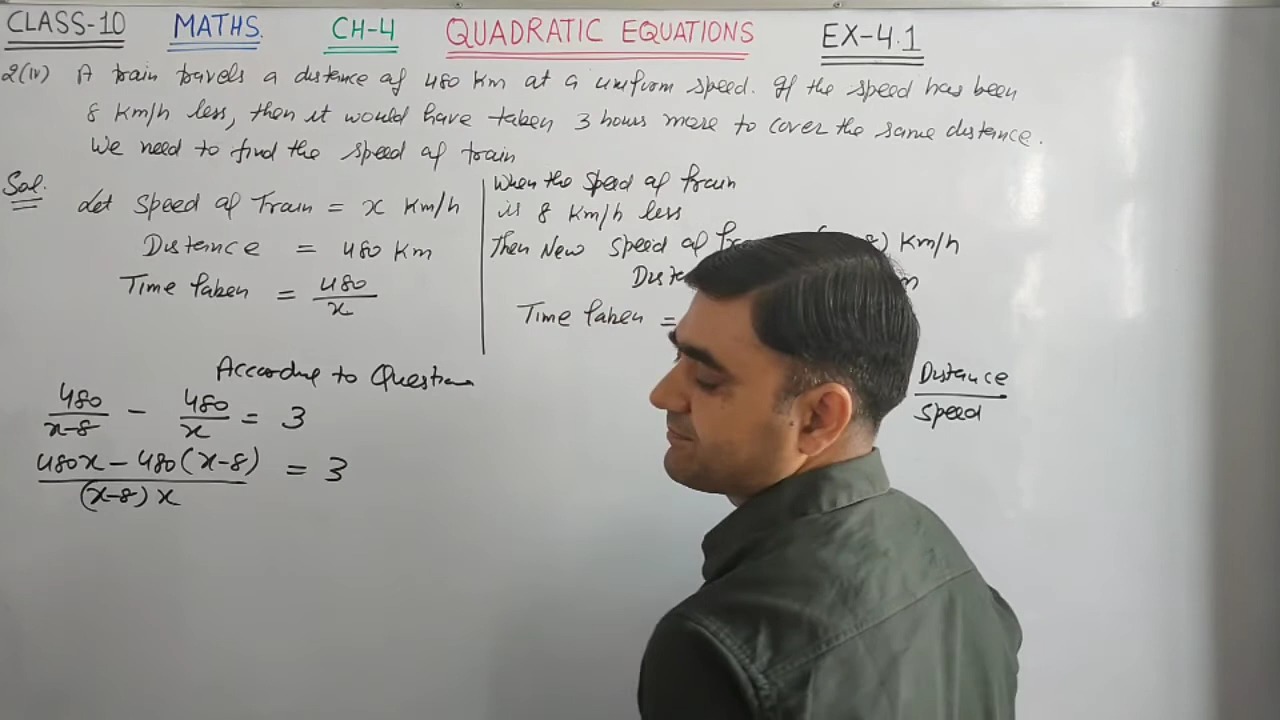 CLASS-10 MATHS. CH-4 QUADRATIC EQUATIONS EX-4.1
2(iv) A train travels a distance of 480 km at a uniform speed. If the speed has been
8 km/h less, then it would have taken 3 hours more to cover the same distance.
We need to find the speed of train
Sol. Let Speed of Train = x km/h
Distance = 480 km
Time taken = 480/x
When the speed of train
is 8 km/h less
Then New speed of 8) km/h
Time taken =
Distance
speed
According to Question
480/(x-8) - 480/x = 3
(480x - 480(x-8))/((x-8)x) = 3